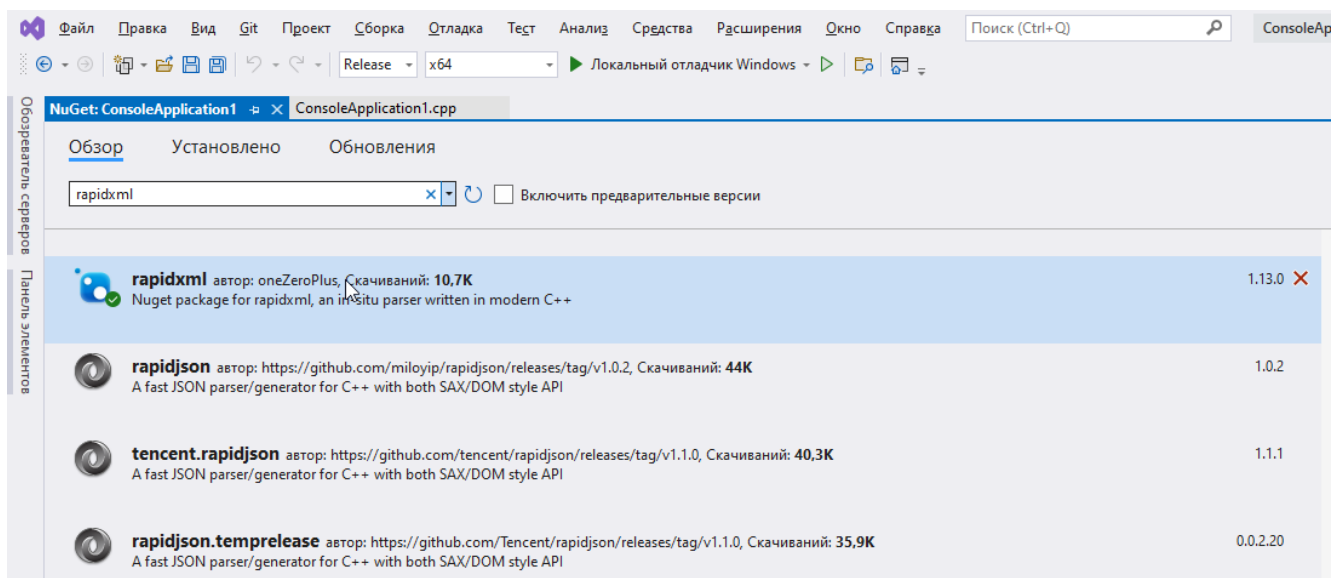 Файл Правка Вид Git Проект Сборка Отладка Тест Анализ Средства Расширения Окно Справка Поиск (Ctrl+Q) ConsoleAp
Release x64 Локальный отладчик Windows
Обозреватель серверов
Панель элементов
NuGet: ConsoleApplication1 ConsoleApplication1.cpp
Обзор Установлено Обновления
rapidxml Включить предварительные версии
rapidxml автор: oneZeroPlus, Скачиваний: 10,7K 1.13.0
Nuget package for rapidxml, an in-situ parser written in modern C++
rapidjson автор: https://github.com/miloyip/rapidjson/releases/tag/v1.0.2, Скачиваний: 44K 1.0.2
A fast JSON parser/generator for C++ with both SAX/DOM style API
tencent.rapidjson автор: https://github.com/tencent/rapidjson/releases/tag/v1.1.0, Скачиваний: 40,3K 1.1.1
A fast JSON parser/generator for C++ with both SAX/DOM style API
rapidjson.temprelease автор: https://github.com/Tencent/rapidjson/releases/tag/v1.1.0, Скачиваний: 35,9K 0.0.2.20
A fast JSON parser/generator for C++ with both SAX/DOM style API